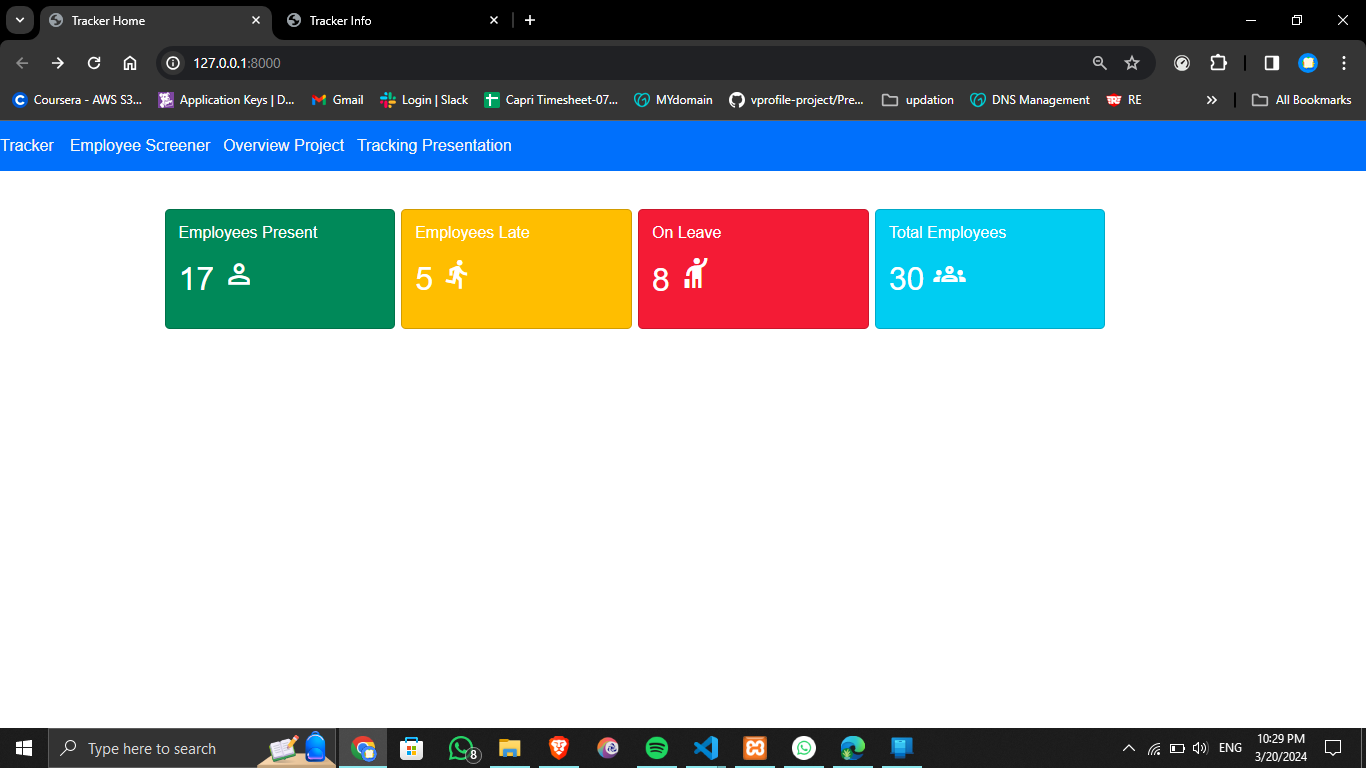 Tracker Home
Tracker Info
127.0.0.1:8000
Coursera - AWS S3...
Application Keys | D...
Gmail
Login | Slack
Capri Timesheet-07...
MYdomain
vprofile-project/Pre...
updation
DNS Management
RE
All Bookmarks
Tracker Employee Screener Overview Project Tracking Presentation
Employees Present
17
Employees Late
5
On Leave
8
Total Employees
30
Type here to search
8
ENG
10:29 PM
3/20/2024